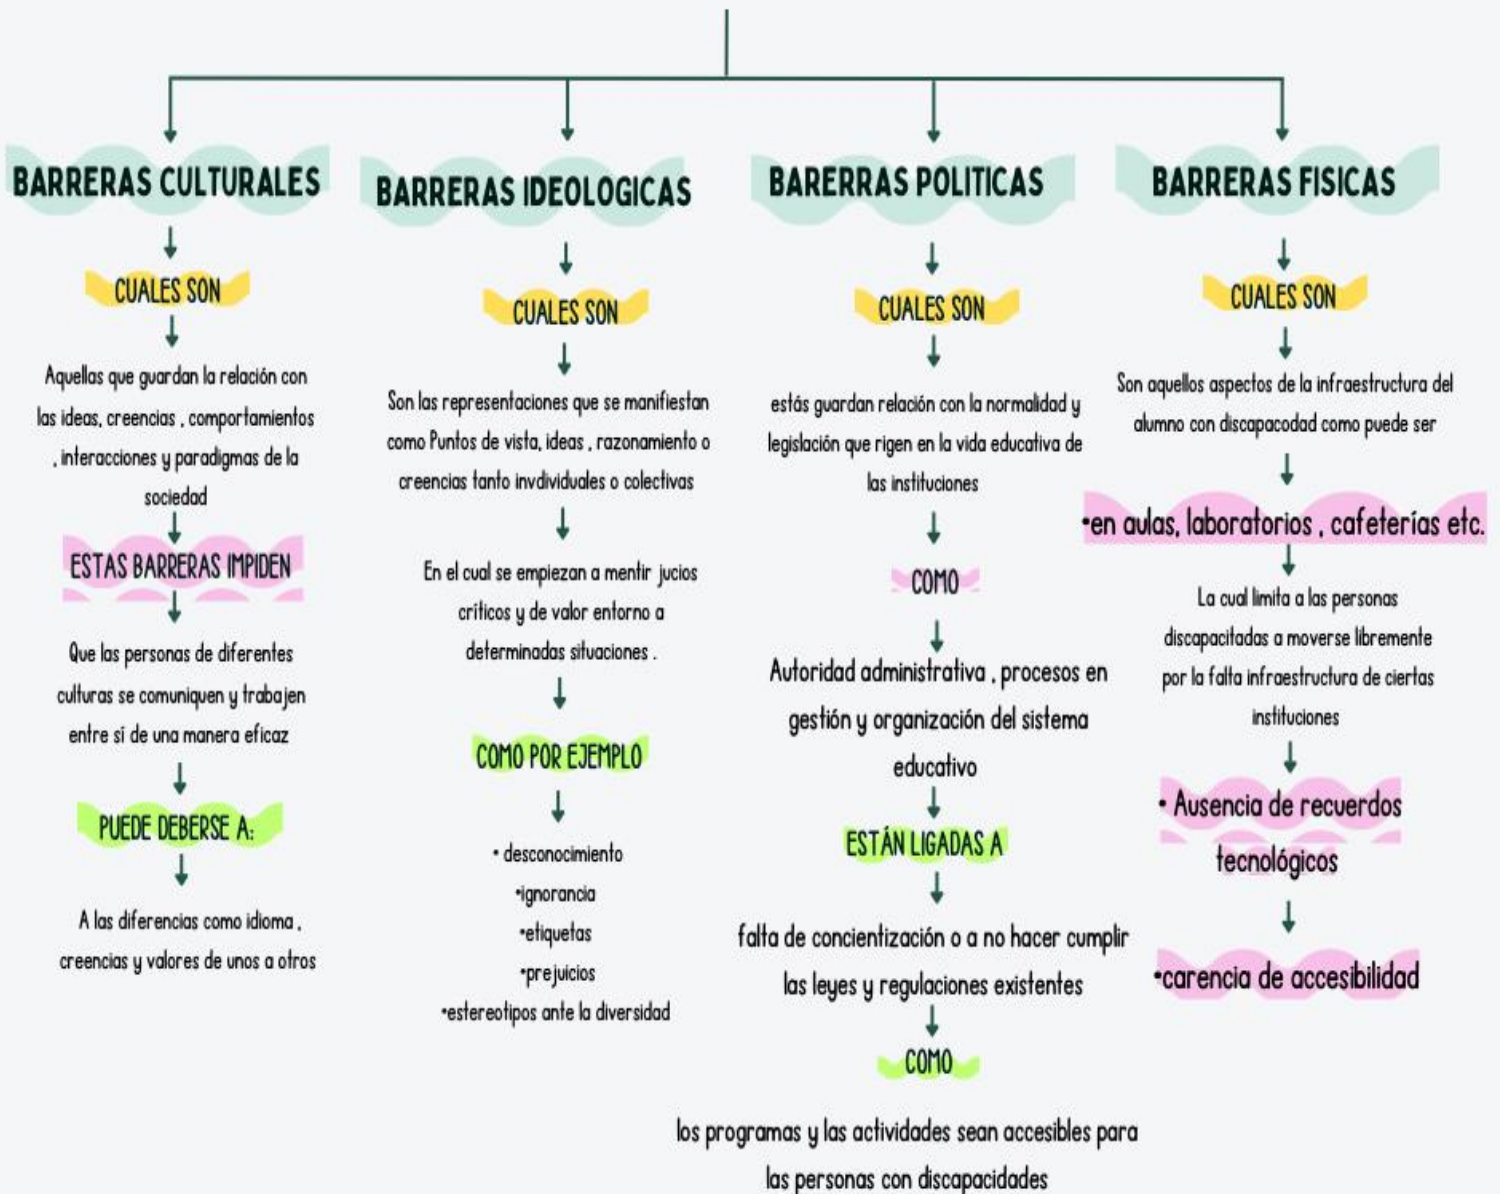 BARRERAS CULTURALES
CUALES SON
Aquellas que guardan la relación con
las ideas, creencias , comportamientos
, interacciones y paradigmas de la
sociedad
ESTAS BARRERAS IMPIDEN
Que las personas de diferentes
culturas se comuniquen y trabajen
entre sí de una manera eficaz
PUEDE DEBERSE A:
A las diferencias como idioma ,
creencias y valores de unos a otros
BARRERAS IDEOLOGICAS
CUALES SON
Son las representaciones que se manifiestan
como Puntos de vista, ideas , razonamiento o
creencias tanto invdividuales o colectivas
En el cual se empiezan a mentir jucios
críticos y de valor entorno a
determinadas situaciones .
COMO POR EJEMPLO
• desconocimiento
•ignorancia
•etiquetas
•prejuicios
•estereotipos ante la diversidad
BARERRAS POLITICAS
CUALES SON
estás guardan relación con la normalidad y
legislación que rigen en la vida educativa de
las instituciones
COMO
Autoridad administrativa , procesos en
gestión y organización del sistema
educativo
ESTÁN LIGADAS A
falta de concientización o a no hacer cumplir
las leyes y regulaciones existentes
COMO
los programas y las actividades sean accesibles para
las personas con discapacidades
BARRERAS FISICAS
CUALES SON
Son aquellos aspectos de la infraestructura del
alumno con discapacodad como puede ser
•en aulas, laboratorios , cafeterías etc.
La cual limita a las personas
discapacitadas a moverse libremente
por la falta infraestructura de ciertas
instituciones
• Ausencia de recuerdos
tecnológicos
•carencia de accesibilidad